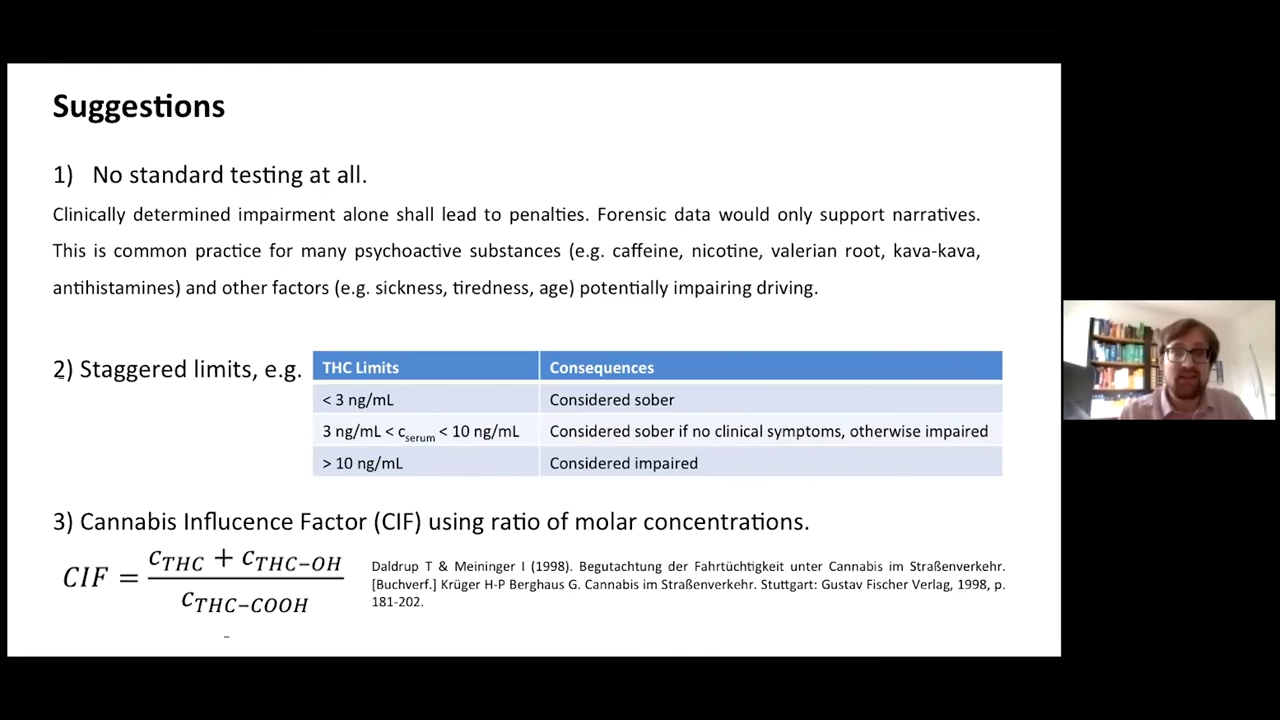 Suggestions
1) No standard testing at all.
Clinically determined impairment alone shall lead to penalties. Forensic data would only support narratives.
This is common practice for many psychoactive substances (e.g. caffeine, nicotine, valerian root, kava-kava,
antihistamines) and other factors (e.g. sickness, tiredness, age) potentially impairing driving.
2) Staggered limits, e.g.
THC Limits Consequences
< 3 ng/mL Considered sober
3 ng/mL < c_serum < 10 ng/mL Considered sober if no clinical symptoms, otherwise impaired
> 10 ng/mL Considered impaired
3) Cannabis Influcence Factor (CIF) using ratio of molar concentrations.
CIF = (c_THC + c_THC-OH) / c_THC-COOH
Daldrup T & Meininger I (1998). Begutachtung der Fahrtüchtigkeit unter Cannabis im Straßenverkehr.
[Buchverf.] Krüger H-P Berghaus G. Cannabis im Straßenverkehr. Stuttgart: Gustav Fischer Verlag, 1998, p.
181-202.